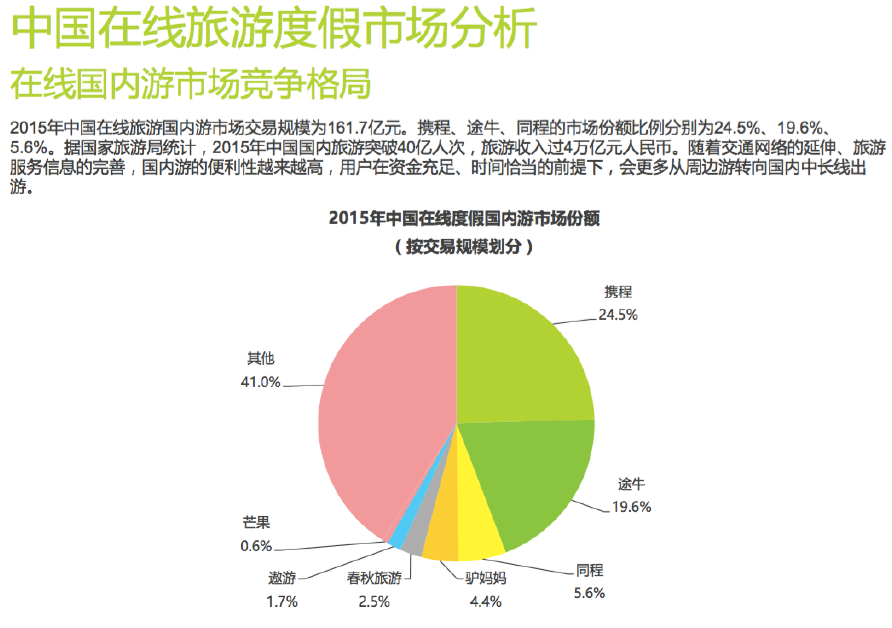 中国在线旅游度假市场分析
在线国内游市场竞争格局
2015年中国在线旅游国内游市场交易规模为161.7亿元。携程、途牛、同程的市场份额比例分别为24.5%、19.6%、
5.6%。据国家旅游局统计，2015年中国国内旅游突破40亿人次，旅游收入过4万亿元人民币。随着交通网络的延伸、旅游
服务信息的完善，国内游的便利性越来越高，用户在资金充足、时间恰当的前提下，会更多从周边游转向国内中长线出
游。
2015年中国在线度假国内游市场份额
（按交易规模划分）
携程
24.5%
途牛
19.6%
同程
5.6%
驴妈妈
4.4%
春秋旅游
2.5%
遨游
1.7%
芒果
0.6%
其他
41.0%